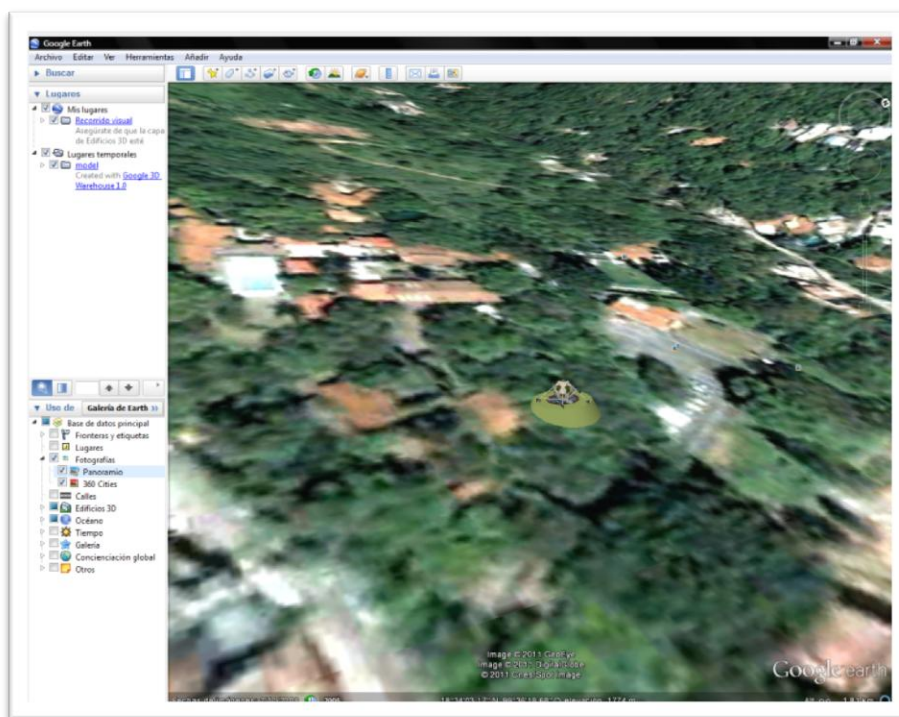 Google Earth
Archivo Editar Ver Herramientas Añadir Ayuda
Buscar
Lugares
Mis lugares
Recorrido visual
Asegúrate de que la capa
de Edificios 3D esté
Lugares temporales
model
Created with Google 3D
Warehouse 1.0
Uso de Galería de Earth
Base de datos principal
Fronteras y etiquetas
Lugares
Fotografías
Panoramio
360 Cities
Calles
Edificios 3D
Océano
Tiempo
Galería
Concienciación global
Otros
Image © 2011 GeoEye
Image © 2011 DigitalGlobe
© 2011 Cnes/Spot Image
Google earth
elevación 1774 m